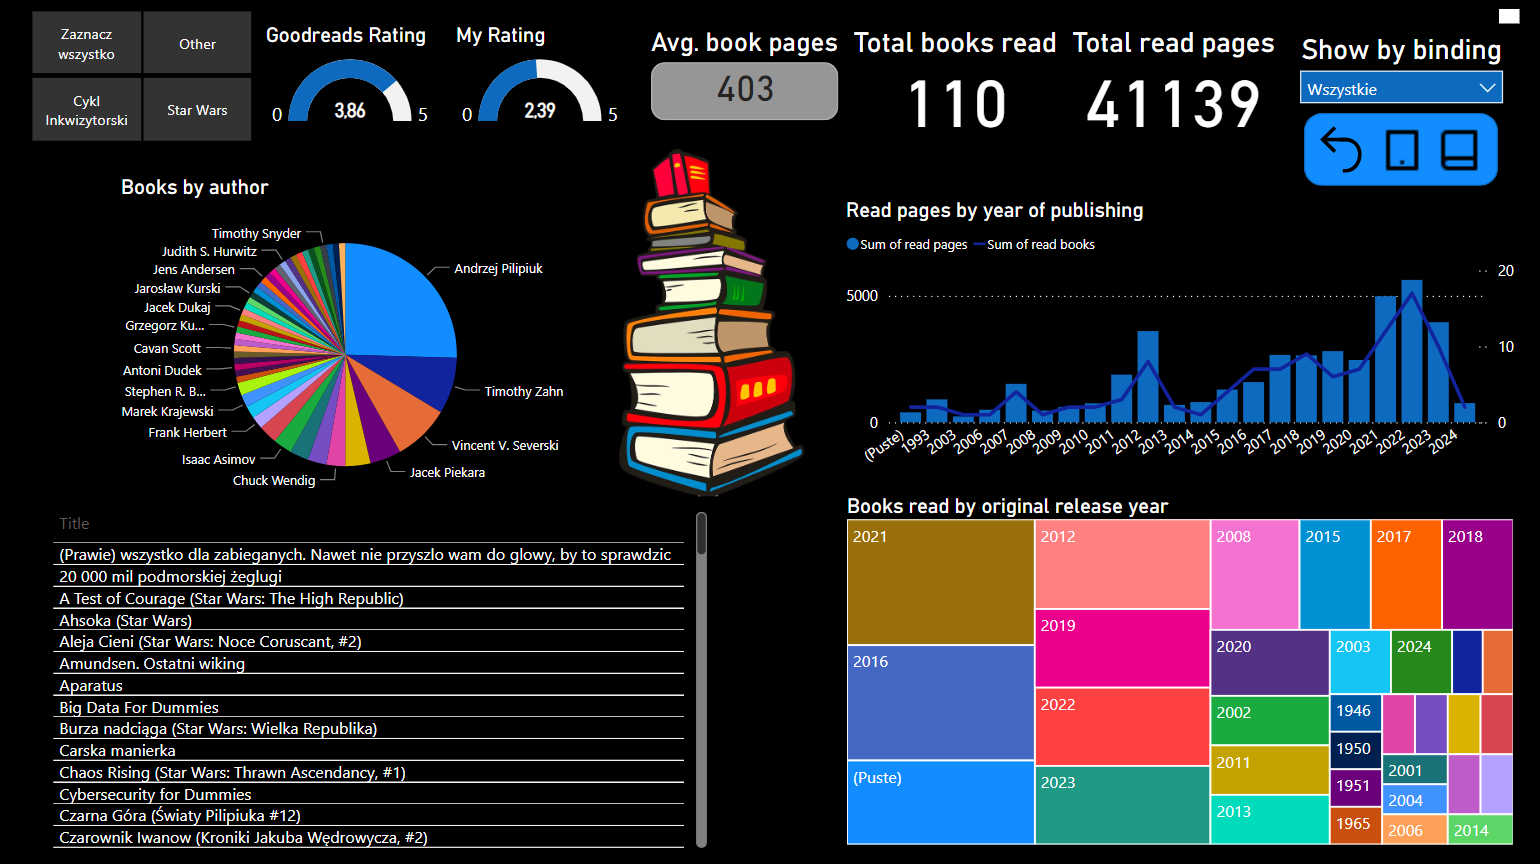 Zaznacz
wszystko
Other
Cykl
Inkwizytorski
Star Wars
Goodreads Rating
0
3,86
5
My Rating
0
2,39
5
Avg. book pages
403
Total books read
110
Total read pages
41139
Show by binding
Wszystkie
Books by author
Timothy Snyder
Judith S. Hurwitz
Jens Andersen
Jarosław Kurski
Jacek Dukaj
Grzegorz Ku...
Cavan Scott
Antoni Dudek
Stephen R. B...
Marek Krajewski
Frank Herbert
Isaac Asimov
Chuck Wendig
Andrzej Pilipiuk
Timothy Zahn
Vincent V. Severski
Jacek Piekara
Read pages by year of publishing
Sum of read pages
Sum of read books
5000
0
20
10
0
(Puste)
1993
2003
2006
2007
2008
2009
2010
2011
2012
2013
2014
2015
2016
2017
2018
2019
2020
2021
2022
2023
2024
Title
(Prawie) wszystko dla zabieganych. Nawet nie przyszlo wam do glowy, by to sprawdzic
20 000 mil podmorskiej żeglugi
A Test of Courage (Star Wars: The High Republic)
Ahsoka (Star Wars)
Aleja Cieni (Star Wars: Noce Coruscant, #2)
Amundsen. Ostatni wiking
Aparatus
Big Data For Dummies
Burza nadciąga (Star Wars: Wielka Republika)
Carska manierka
Chaos Rising (Star Wars: Thrawn Ascendancy, #1)
Cybersecurity for Dummies
Czarna Góra (Światy Pilipiuka #12)
Czarownik Iwanow (Kroniki Jakuba Wędrowycza, #2)
Books read by original release year
2021
2016
(Puste)
2012
2019
2022
2023
2008
2015
2017
2018
2020
2002
2011
2013
2003
2024
1946
1950
1951
1965
2001
2004
2006
2014